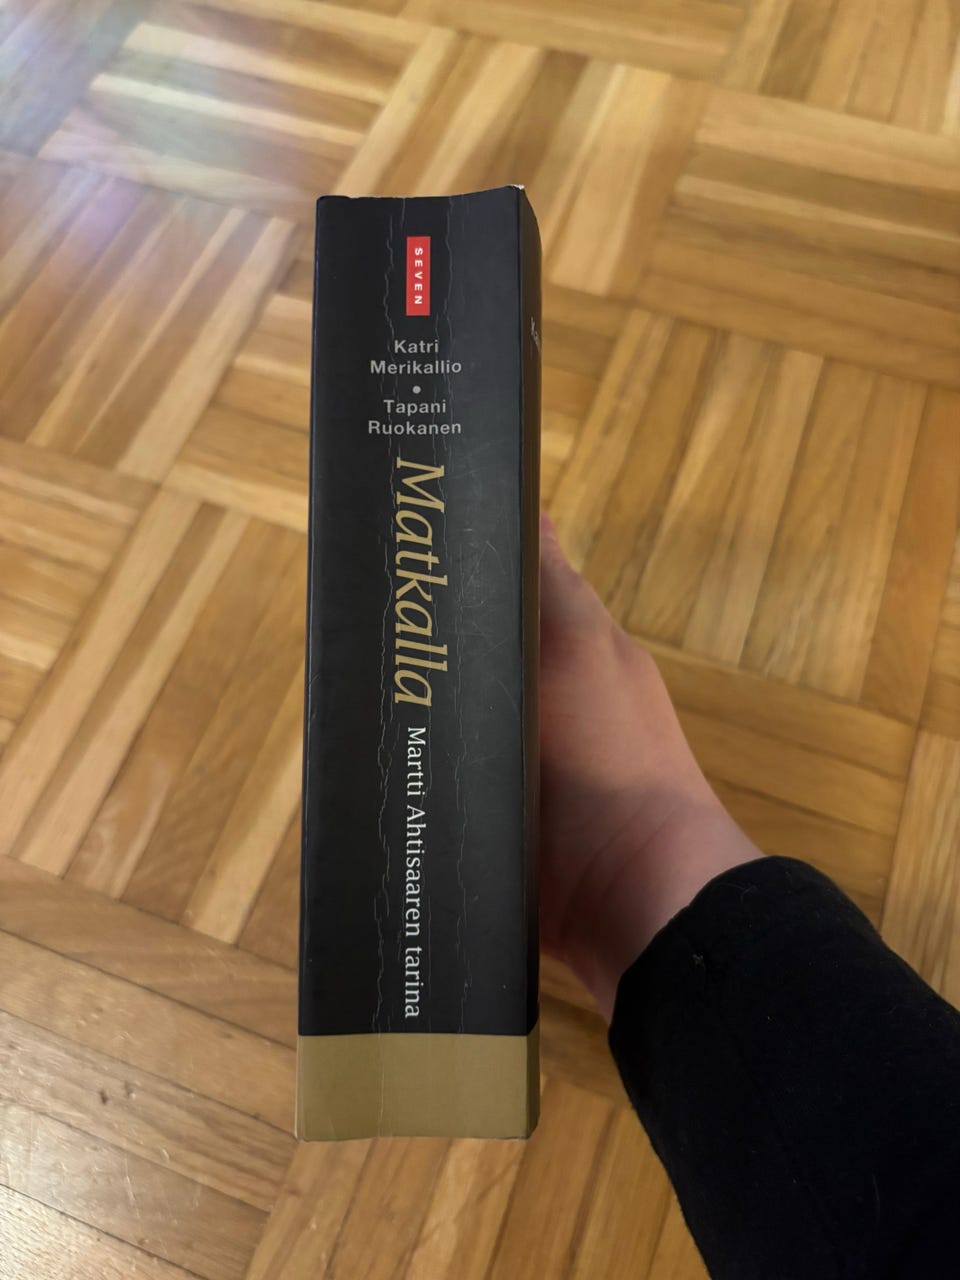 SEVEN
Katri
Merikallio
•
Tapani
Ruokanen
Matkalla
Martti Ahtisaaren tarina